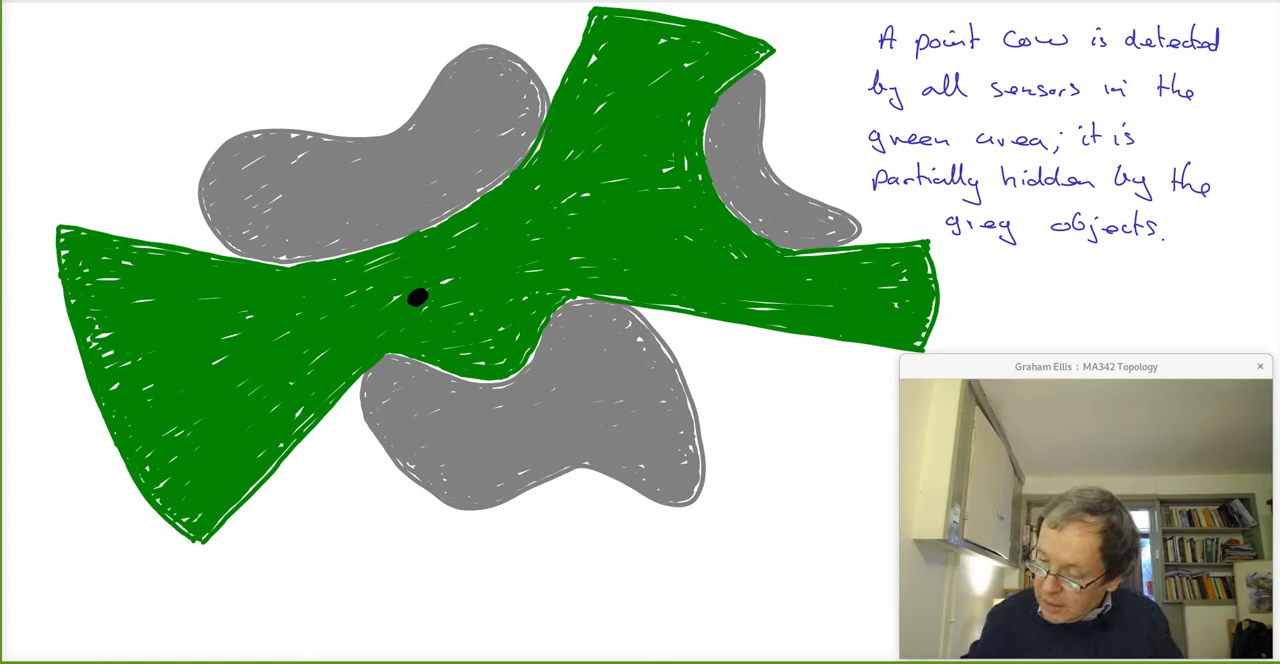 A point cow is detected
by all sensors in the
green area; it is
partially hidden by the
grey objects.
Graham Ellis : MA342 Topology